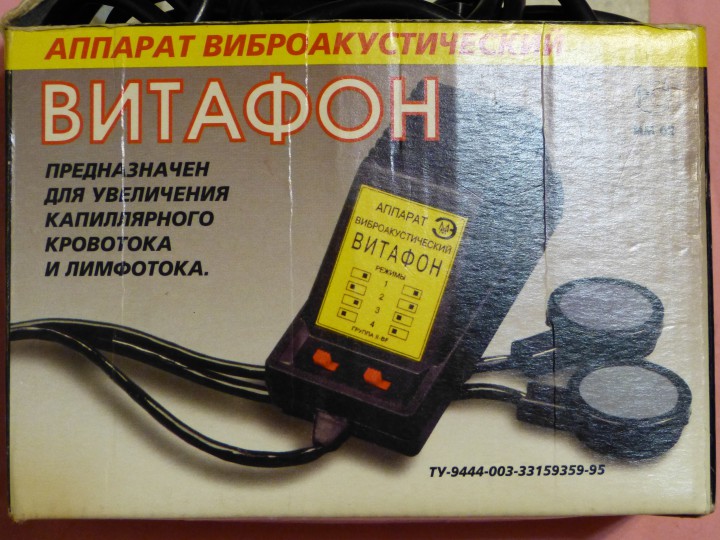 АППАРАТ ВИБРОАКУСТИЧЕСКИЙ
ВИТАФОН
ПРЕДНАЗНАЧЕН
ДЛЯ УВЕЛИЧЕНИЯ
КАПИЛЛЯРНОГО
КРОВОТОКА
И ЛИМФОТОКА.
АППАРАТ
ВИБРОАКУСТИЧЕСКИЙ
ВИТАФОН
РЕЖИМЫ
1
2
3
4
ТУ-9444-003-33159359-95